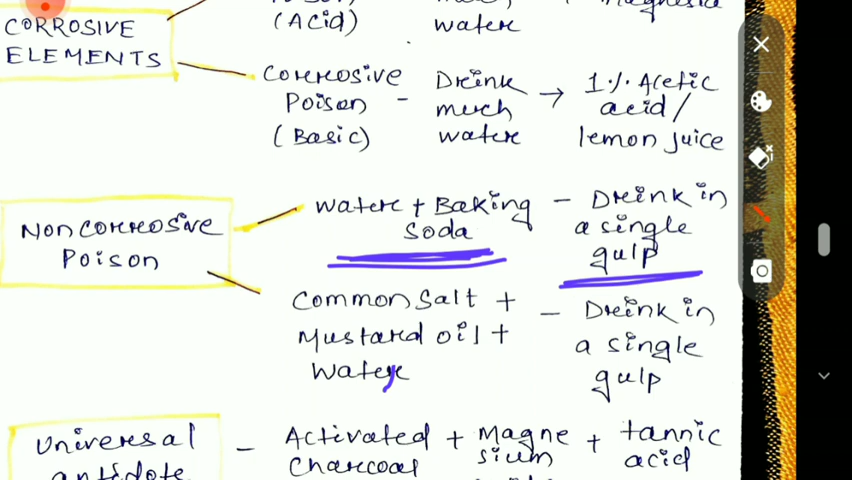 (Acid)
water
CORROSIVE
ELEMENTS
Corrosive
Poison -
(Basic)
Drink
much
water
→ 1% Acetic
acid/
lemon juice
Noncorrosive
Poison
Water + Baking
Soda
- Drink in
a single
gulp
Common Salt +
Mustard oil +
Water
- Drink in
a single
gulp
Universal
antidote
- Activated
Charcoal
+ Magne
sium
+ tannic
acid